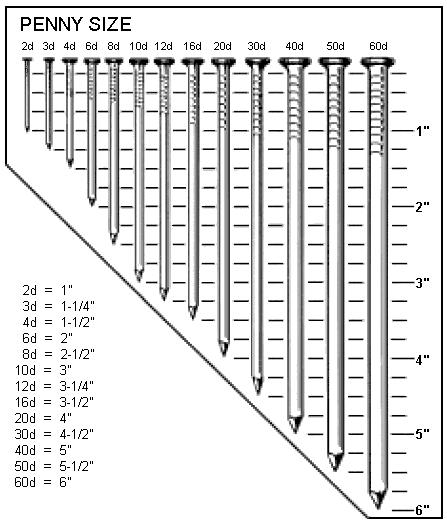 PENNY SIZE
2d 3d 4d 6d 8d 10d 12d 16d 20d 30d 40d 50d 60d
1"
2"
3"
4"
5"
6"
2d = 1"
3d = 1-1/4"
4d = 1-1/2"
6d = 2"
8d = 2-1/2"
10d = 3"
12d = 3-1/4"
16d = 3-1/2"
20d = 4"
30d = 4-1/2"
40d = 5"
50d = 5-1/2"
60d = 6"